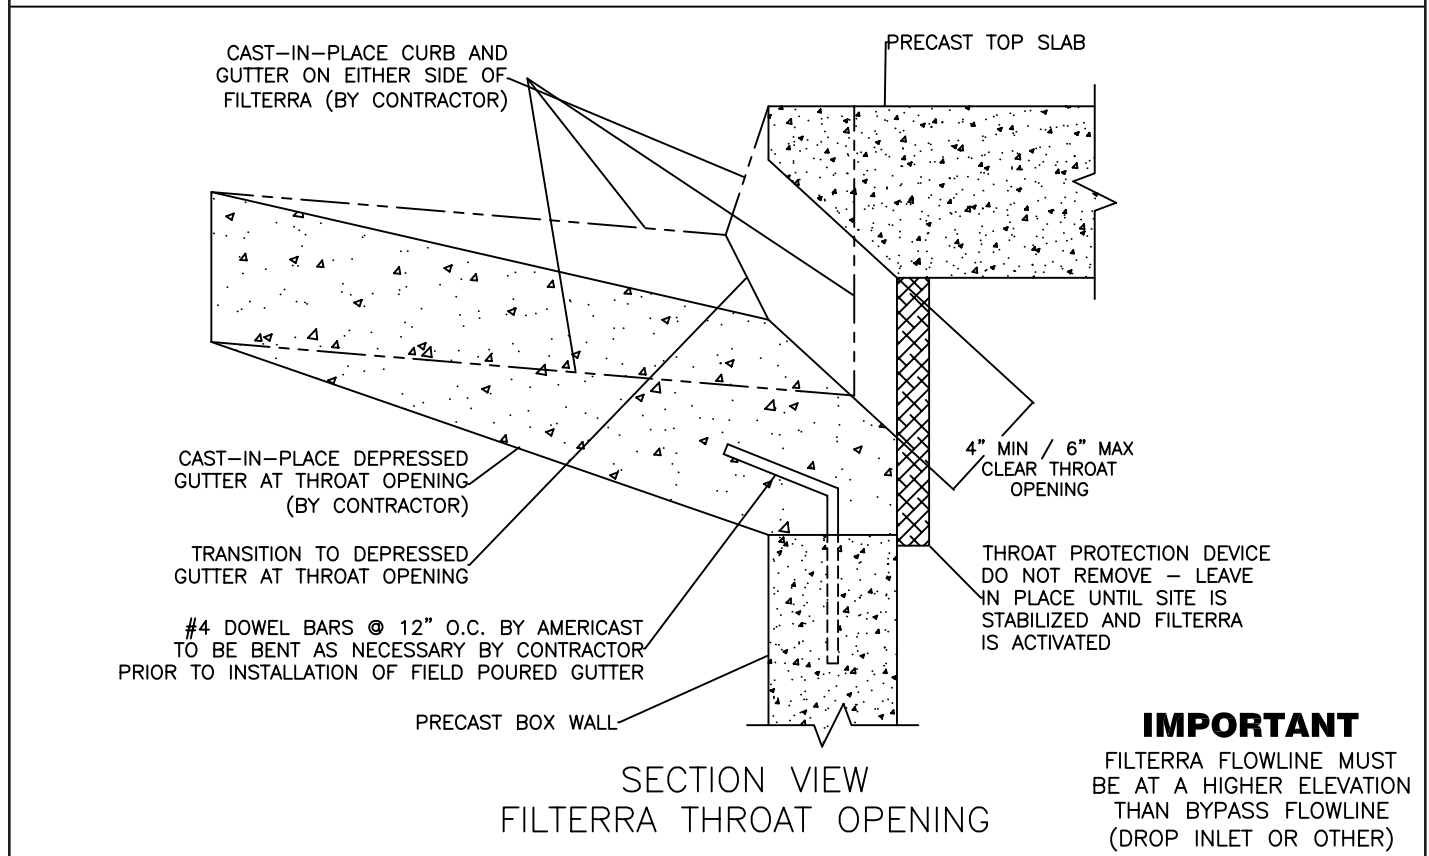 CAST-IN-PLACE CURB AND
GUTTER ON EITHER SIDE OF
FILTERRA (BY CONTRACTOR)
PRECAST TOP SLAB
4" MIN / 6" MAX
CLEAR THROAT
OPENING
CAST-IN-PLACE DEPRESSED
GUTTER AT THROAT OPENING
(BY CONTRACTOR)
TRANSITION TO DEPRESSED
GUTTER AT THROAT OPENING
THROAT PROTECTION DEVICE
DO NOT REMOVE - LEAVE
IN PLACE UNTIL SITE IS
STABILIZED AND FILTERRA
IS ACTIVATED
#4 DOWEL BARS @ 12" O.C. BY AMERICAST
TO BE BENT AS NECESSARY BY CONTRACTOR
PRIOR TO INSTALLATION OF FIELD POURED GUTTER
PRECAST BOX WALL
SECTION VIEW
FILTERRA THROAT OPENING
IMPORTANT
FILTERRA FLOWLINE MUST
BE AT A HIGHER ELEVATION
THAN BYPASS FLOWLINE
(DROP INLET OR OTHER)